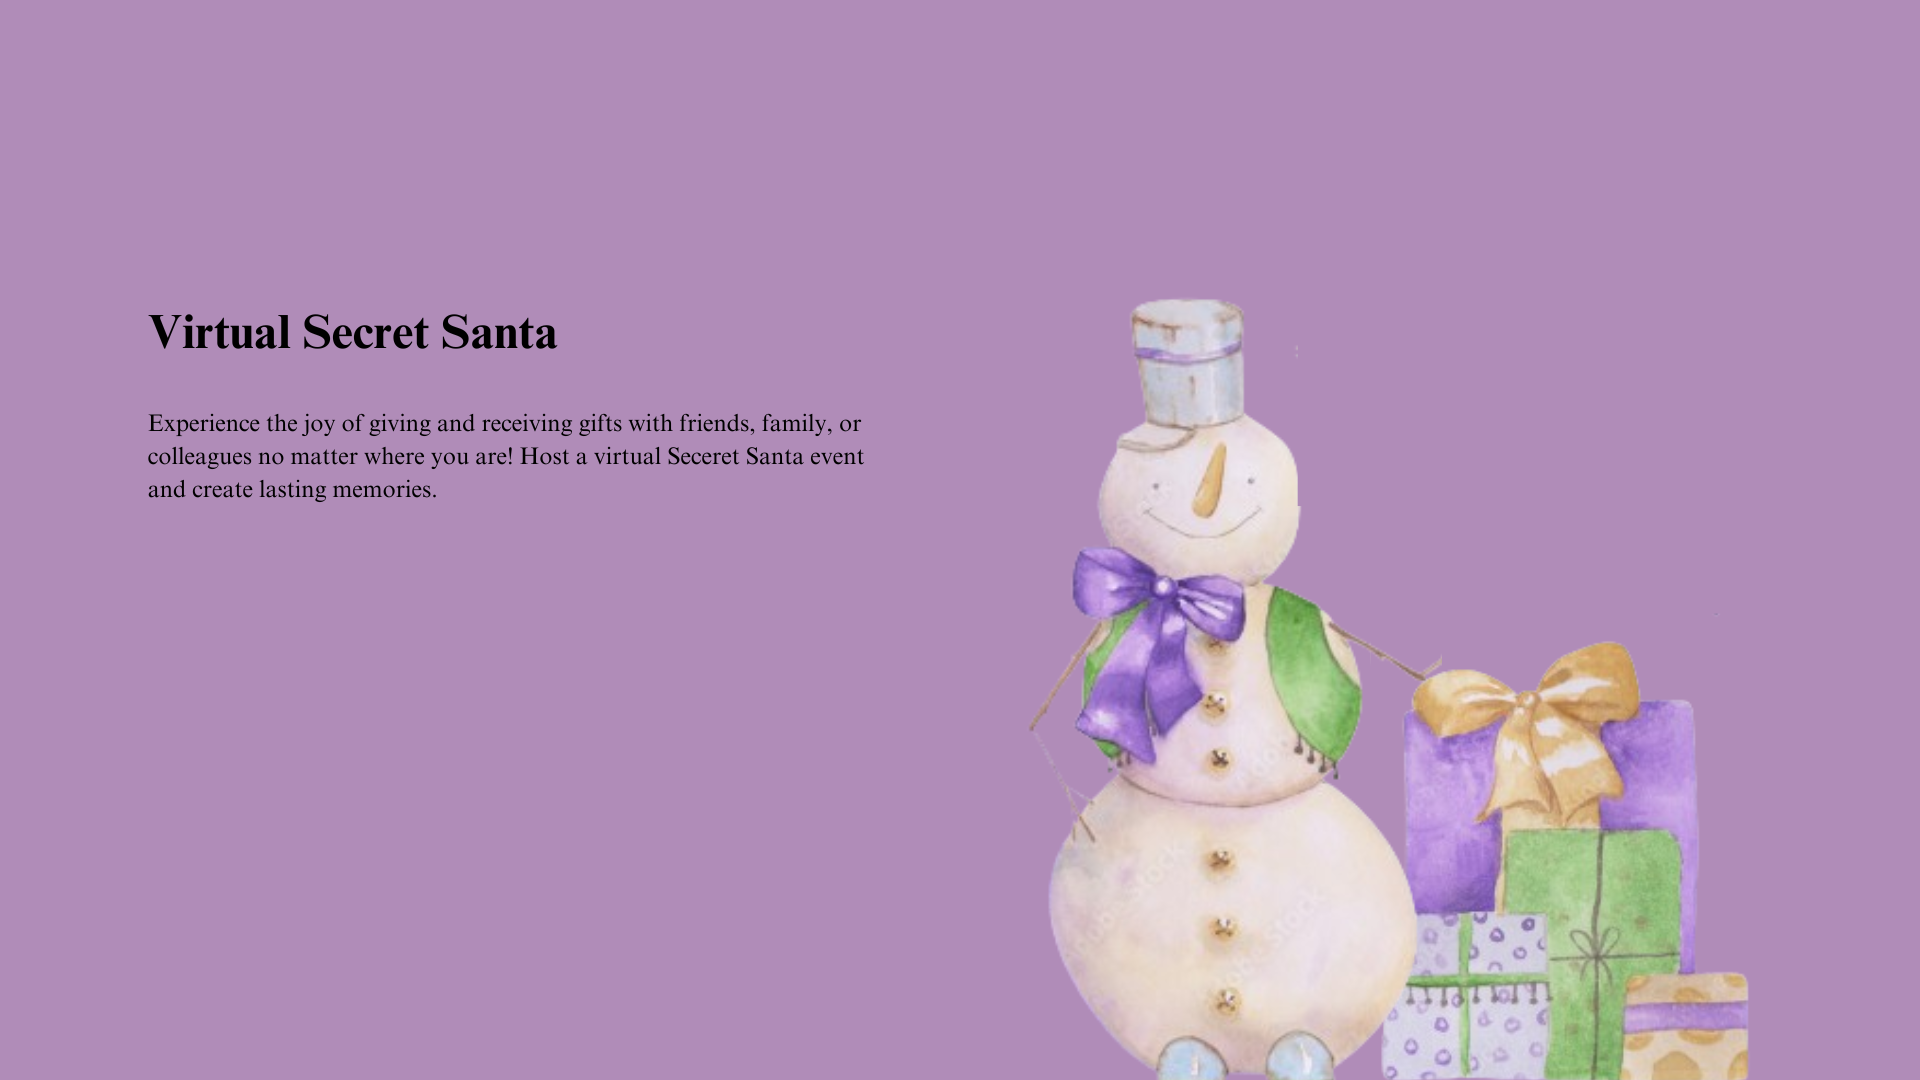 Virtual Secret Santa
Experience the joy of giving and receiving gifts with friends, family, or
colleagues no matter where you are! Host a virtual Seceret Santa event
and create lasting memories.